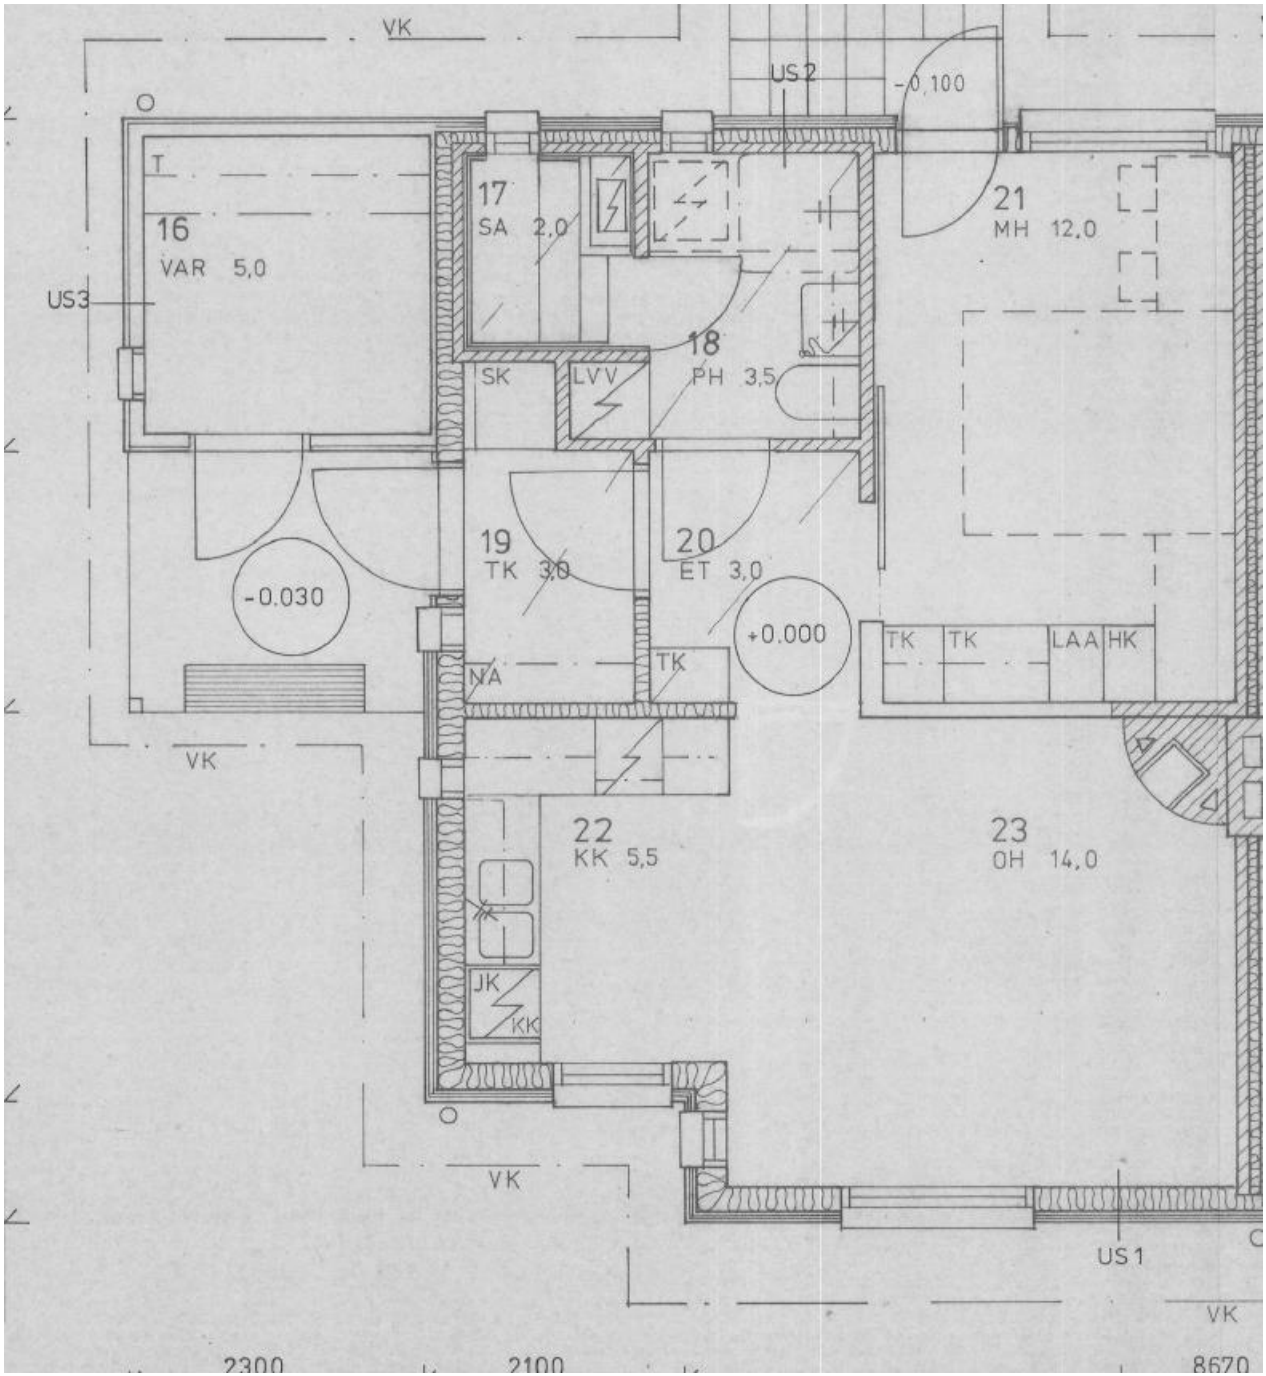 VK
US2
-0,100
T
17
SA 2,0
21
MH 12,0
16
VAR 5,0
US3
18
PH 3,5
SK
LVV
19
TK 3,0
20
ET 3,0
-0.030
+0.000
TK
TK
LAA
HK
TK
NA
VK
22
KK 5,5
23
OH 14,0
JK
KK
VK
US1
VK
2300
2100
8670